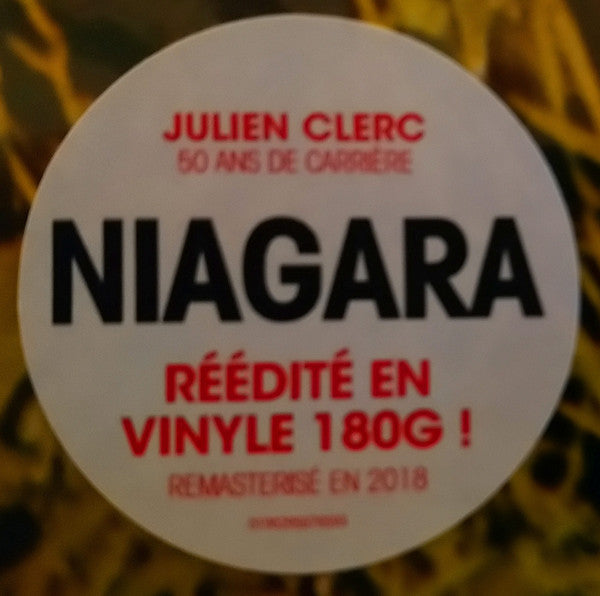 JULIEN CLERC
50 ANS DE CARRIÈRE
NIAGARA
RÉÉDITÉ EN
VINYLE 180G !
REMASTERISÉ EN 2018